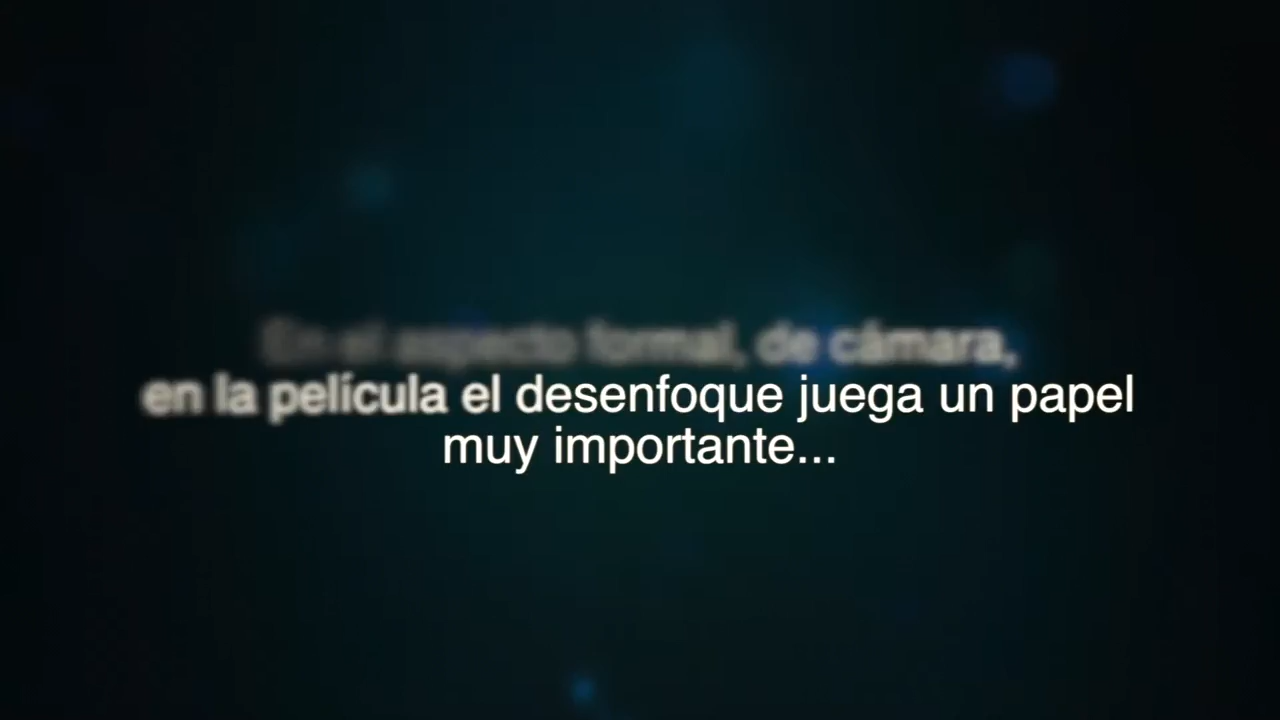 En el aspecto formal, de cámara,
en la película el desenfoque juega un papel
muy importante...